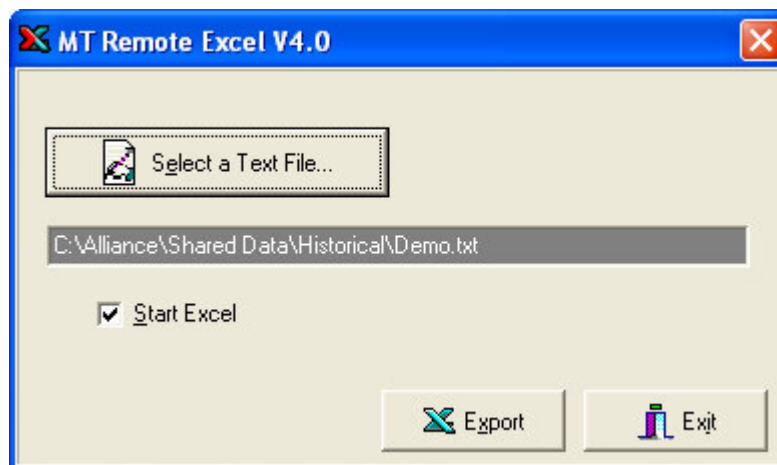 MT Remote Excel V4.0
Select a Text File...
C:\Alliance\Shared Data\Historical\Demo.txt
Start Excel
Export Exit